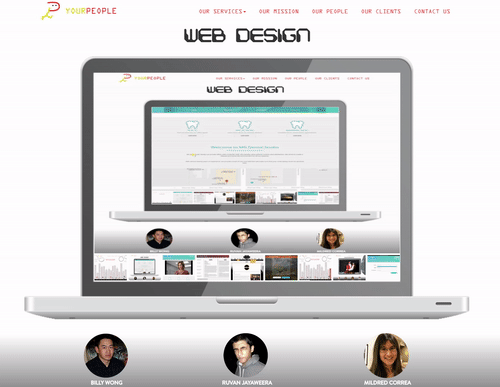 YOURPEOPLE
OUR SERVICES OUR MISSION OUR PEOPLE OUR CLIENTS CONTACT US
WEB DESIGN
YOURPEOPLE
OUR SERVICES OUR MISSION OUR PEOPLE OUR CLIENTS CONTACT US
WEB DESIGN
BILLY WONG RUVAN JAYAWEERA MILDRED CORREA